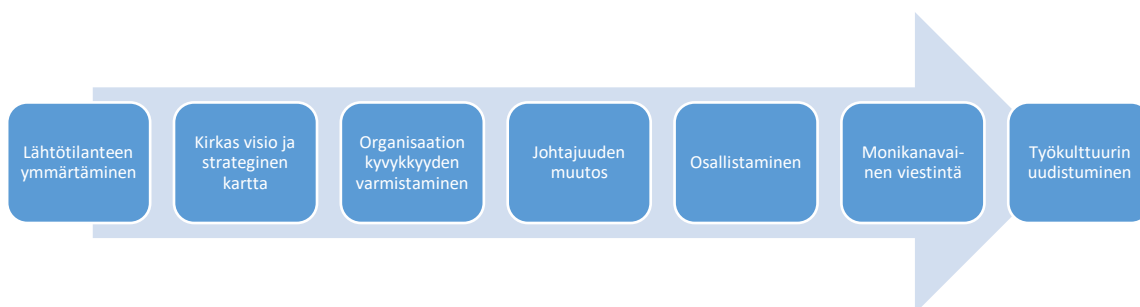 Lähtötilanteen
ymmärtäminen
Kirkas visio ja
strateginen
kartta
Organisaation
kyvykkyyden
varmistaminen
Johtajuuden
muutos
Osallistaminen
Monikanavai-
nen viestintä
Työkulttuurin
uudistuminen